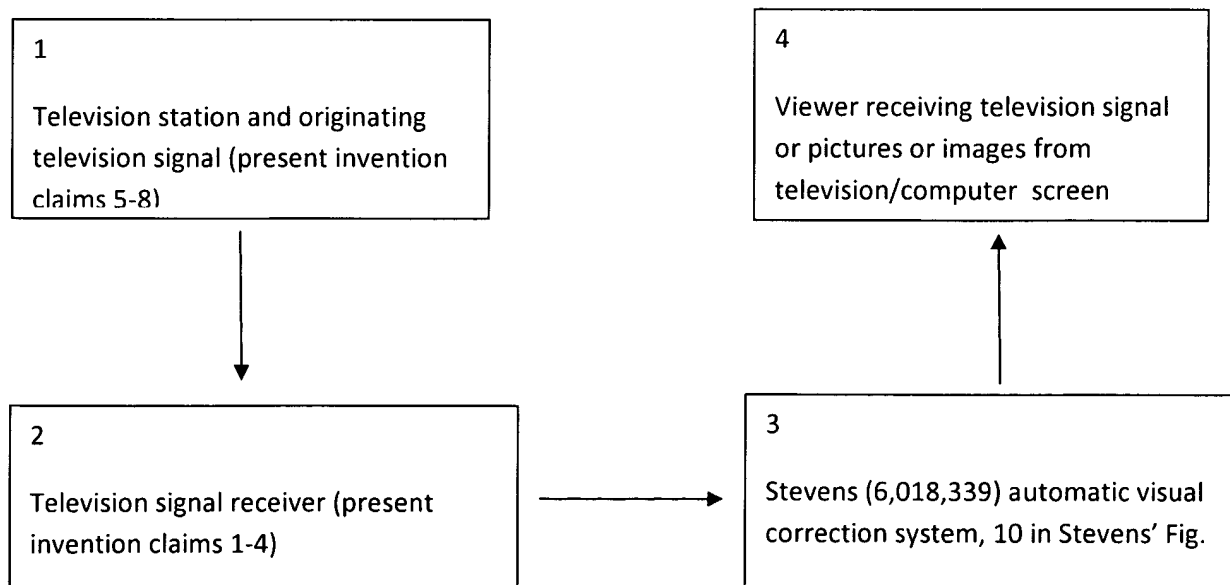 1
Television station and originating
television signal (present invention
claims 5-8)
2
Television signal receiver (present
invention claims 1-4)
3
Stevens (6,018,339) automatic visual
correction system, 10 in Stevens’ Fig.
4
Viewer receiving television signal
or pictures or images from
television/computer screen